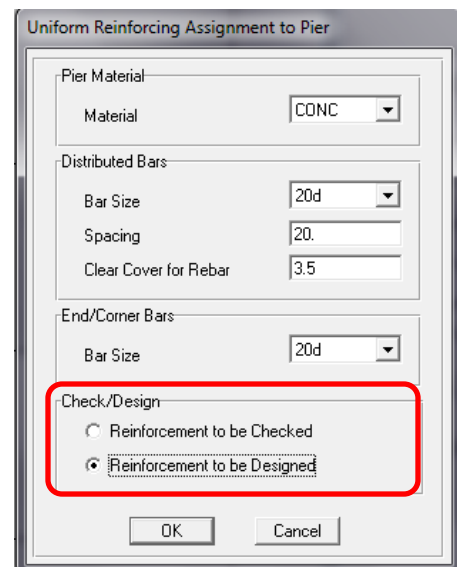 Uniform Reinforcing Assignment to Pier
Pier Material
Material CONC
Distributed Bars
Bar Size 20d
Spacing 20.
Clear Cover for Rebar 3.5
End/Corner Bars
Bar Size 20d
Check/Design
Reinforcement to be Checked
Reinforcement to be Designed
OK Cancel